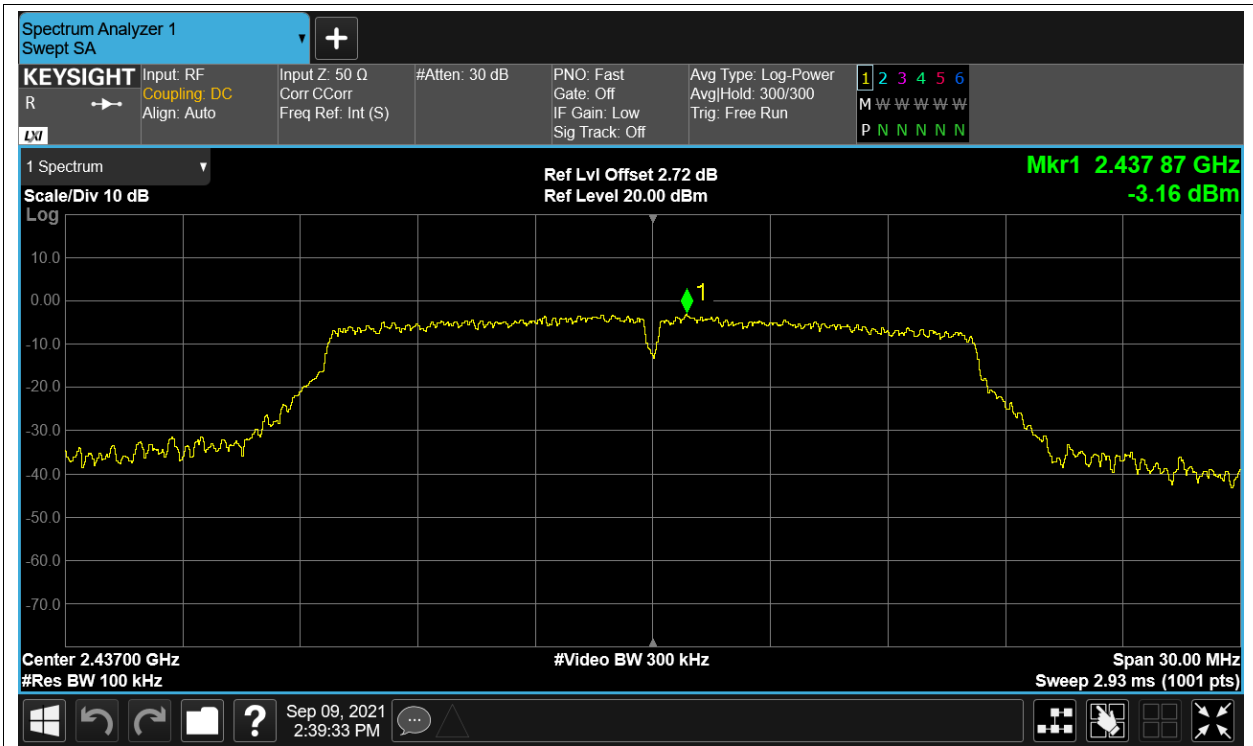 Spectrum Analyzer 1
Swept SA
KEYSIGHT
R
LXI
Input: RF
Coupling: DC
Align: Auto
Input Z: 50 Ω
Corr CCorr
Freq Ref: Int (S)
#Atten: 30 dB
PNO: Fast
Gate: Off
IF Gain: Low
Sig Track: Off
Avg Type: Log-Power
Avg|Hold: 300/300
Trig: Free Run
1 2 3 4 5 6
M W W W W W W
P N N N N N N
1 Spectrum
Scale/Div 10 dB
Log
Ref Lvl Offset 2.72 dB
Ref Level 20.00 dBm
Mkr1 2.437 87 GHz
-3.16 dBm
10.0
0.00
1
-10.0
-20.0
-30.0
-40.0
-50.0
-60.0
-70.0
Center 2.43700 GHz
#Res BW 100 kHz
#Video BW 300 kHz
Span 30.00 MHz
Sweep 2.93 ms (1001 pts)
?
Sep 09, 2021
2:39:33 PM